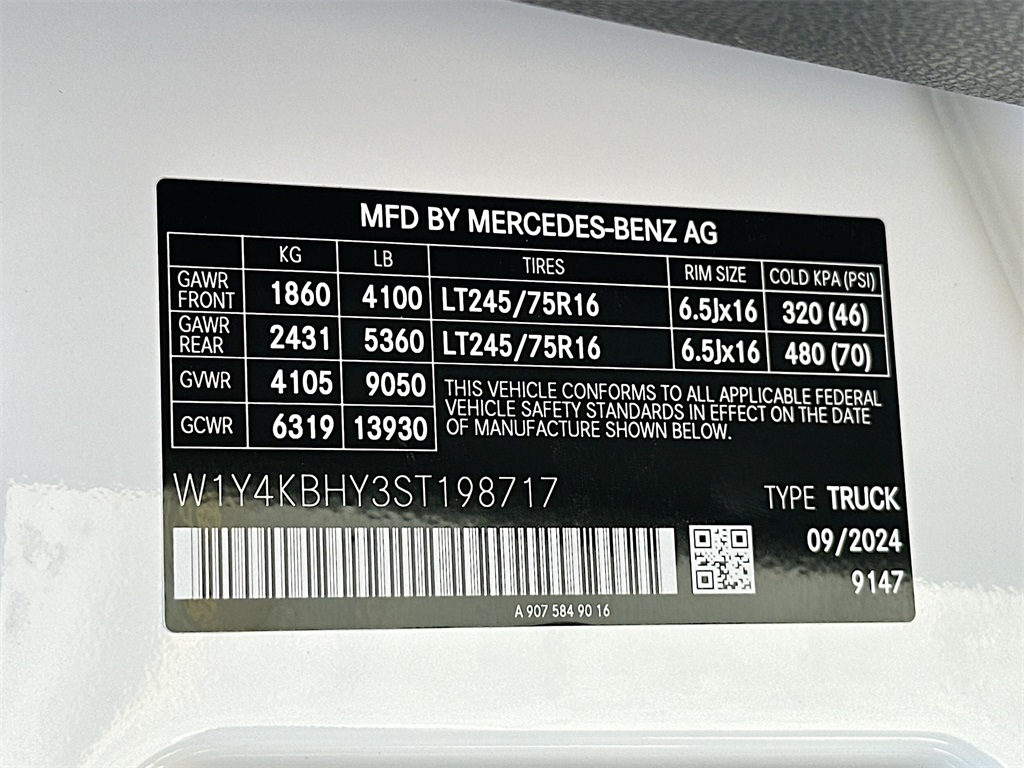 MFD BY MERCEDES-BENZ AG
KG LB TIRES RIM SIZE COLD KPA (PSI)
GAWR FRONT 1860 4100 LT245/75R16 6.5Jx16 320 (46)
GAWR REAR 2431 5360 LT245/75R16 6.5Jx16 480 (70)
GVWR 4105 9050
GCWR 6319 13930
THIS VEHICLE CONFORMS TO ALL APPLICABLE FEDERAL
VEHICLE SAFETY STANDARDS IN EFFECT ON THE DATE
OF MANUFACTURE SHOWN BELOW.
W1Y4KBHY3ST198717
TYPE TRUCK
09/2024
9147
A 907 584 90 16